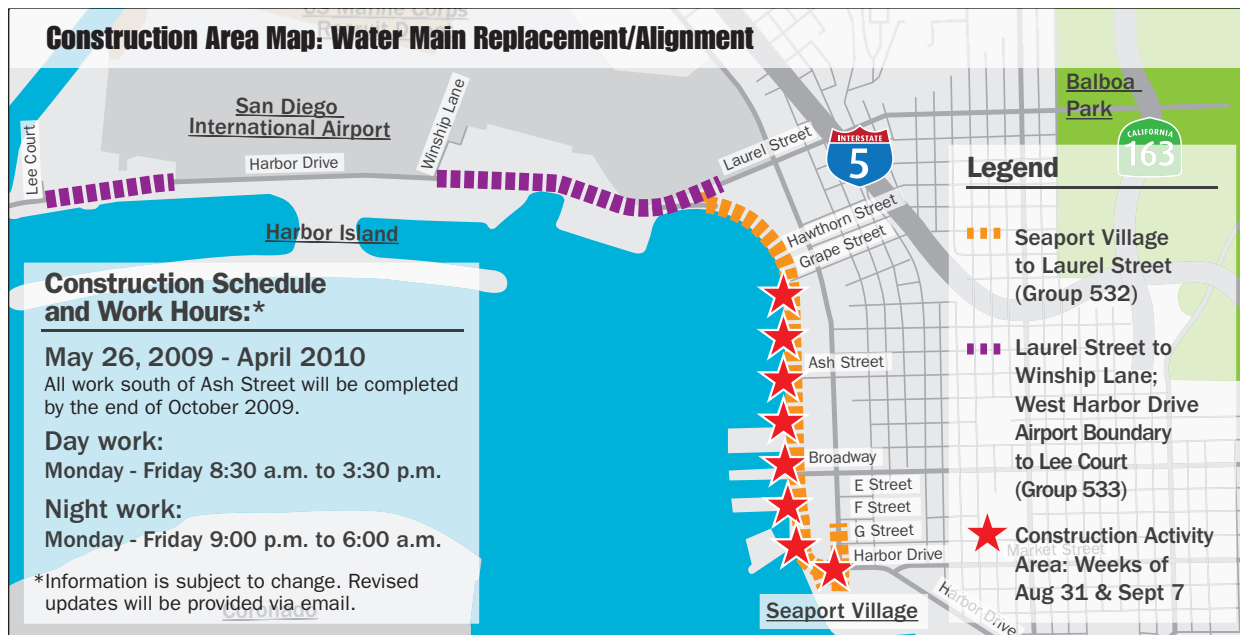 03 Marine Corps
Recruit Depot
Construction Area Map: Water Main Replacement/Alignment
Balboa
Park
San Diego
International Airport
Winship Lane
Lee Court
Harbor Drive
Laurel Street
INTERSTATE
5
CALIFORNIA
163
Hawthorn Street
Grape Street
Harbor Island
Ash Street
Broadway
E Street
F Street
G Street
Harbor Drive
Market Street
Harbor Drive
Seaport Village
Coronado
Construction Schedule
and Work Hours:*
May 26, 2009 - April 2010
All work south of Ash Street will be completed
by the end of October 2009.
Day work:
Monday - Friday 8:30 a.m. to 3:30 p.m.
Night work:
Monday - Friday 9:00 p.m. to 6:00 a.m.
*Information is subject to change. Revised
updates will be provided via email.
Legend
Seaport Village
to Laurel Street
(Group 532)
Laurel Street to
Winship Lane;
West Harbor Drive
Airport Boundary
to Lee Court
(Group 533)
Construction Activity
Area: Weeks of
Aug 31 & Sept 7